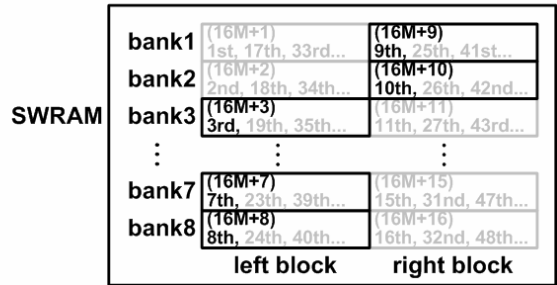 bank1 (16M+1) (16M+9)
1st, 17th, 33rd... 9th, 25th, 41st...
bank2 (16M+2) (16M+10)
2nd, 18th, 34th... 10th, 26th, 42nd...
SWRAM bank3 (16M+3) (16M+11)
3rd, 19th, 35th... 11th, 27th, 43rd...
⋮ ⋮ ⋮
bank7 (16M+7) (16M+15)
7th, 23th, 39th... 15th, 31nd, 47th...
bank8 (16M+8) (16M+16)
8th, 24th, 40th... 16th, 32nd, 48th...
left block right block